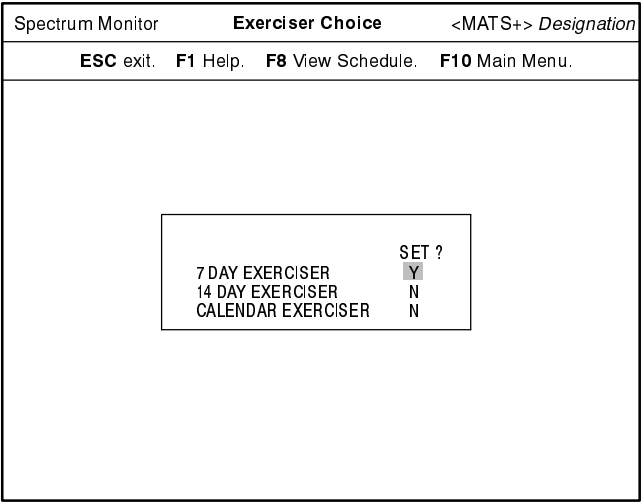 Spectrum Monitor Exerciser Choice <MATS+> Designation
ESC exit. F1 Help. F8 View Schedule. F10 Main Menu.
SET ?
7 DAY EXERCISER Y
14 DAY EXERCISER N
CALENDAR EXERCISER N